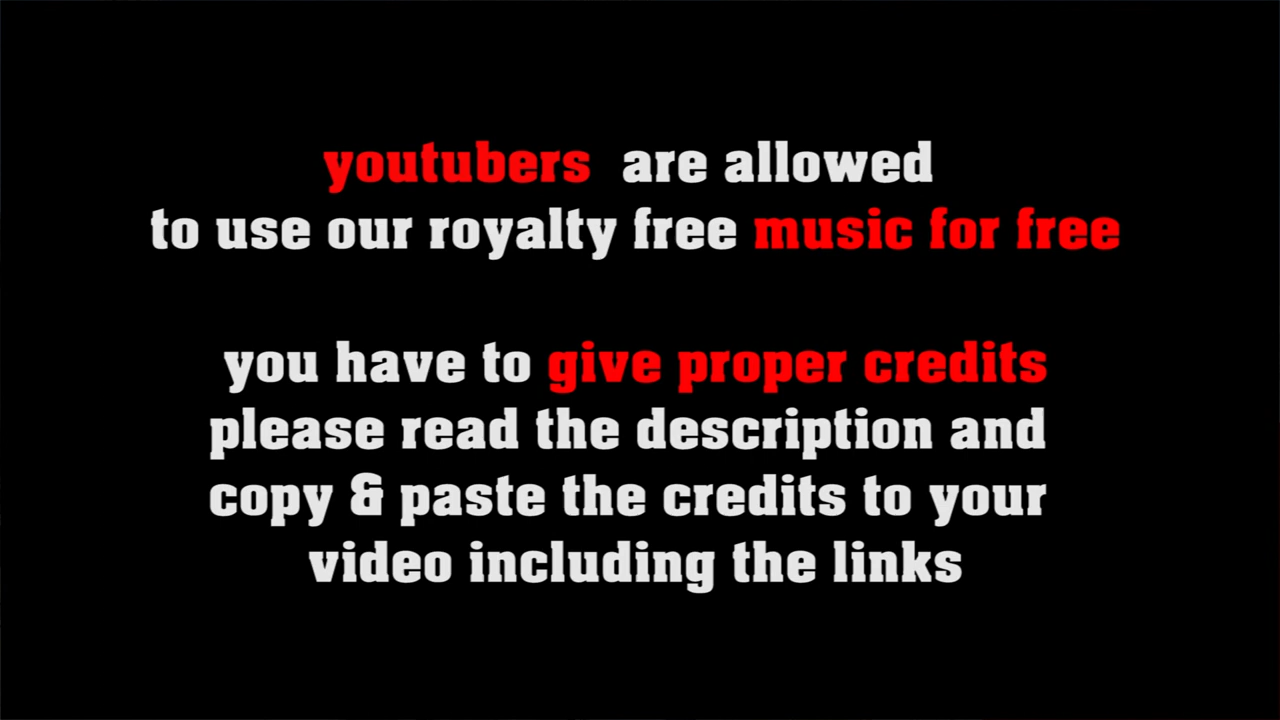 youtubers are allowed
to use our royalty free music for free
you have to give proper credits
please read the description and
copy & paste the credits to your
video including the links